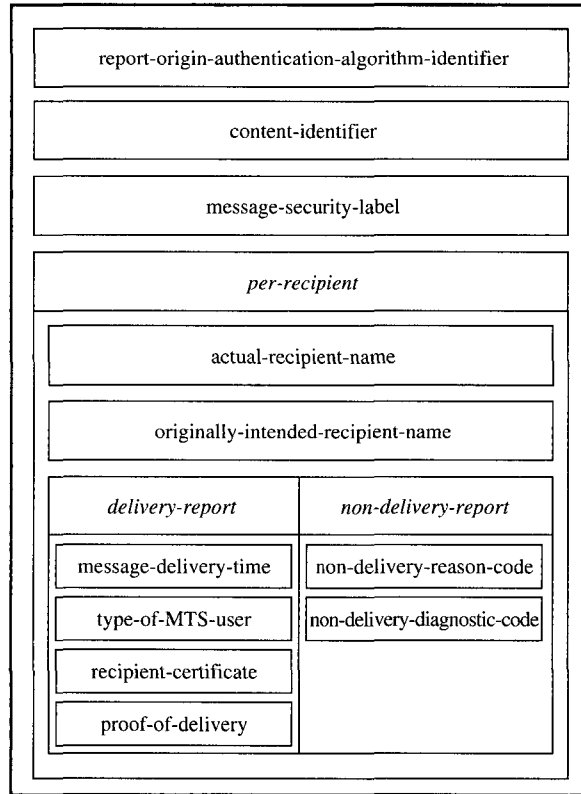 report-origin-authentication-algorithm-identifier
content-identifier
message-security-label
per-recipient
actual-recipient-name
originally-intended-recipient-name
delivery-report
non-delivery-report
message-delivery-time
non-delivery-reason-code
type-of-MTS-user
non-delivery-diagnostic-code
recipient-certificate
proof-of-delivery